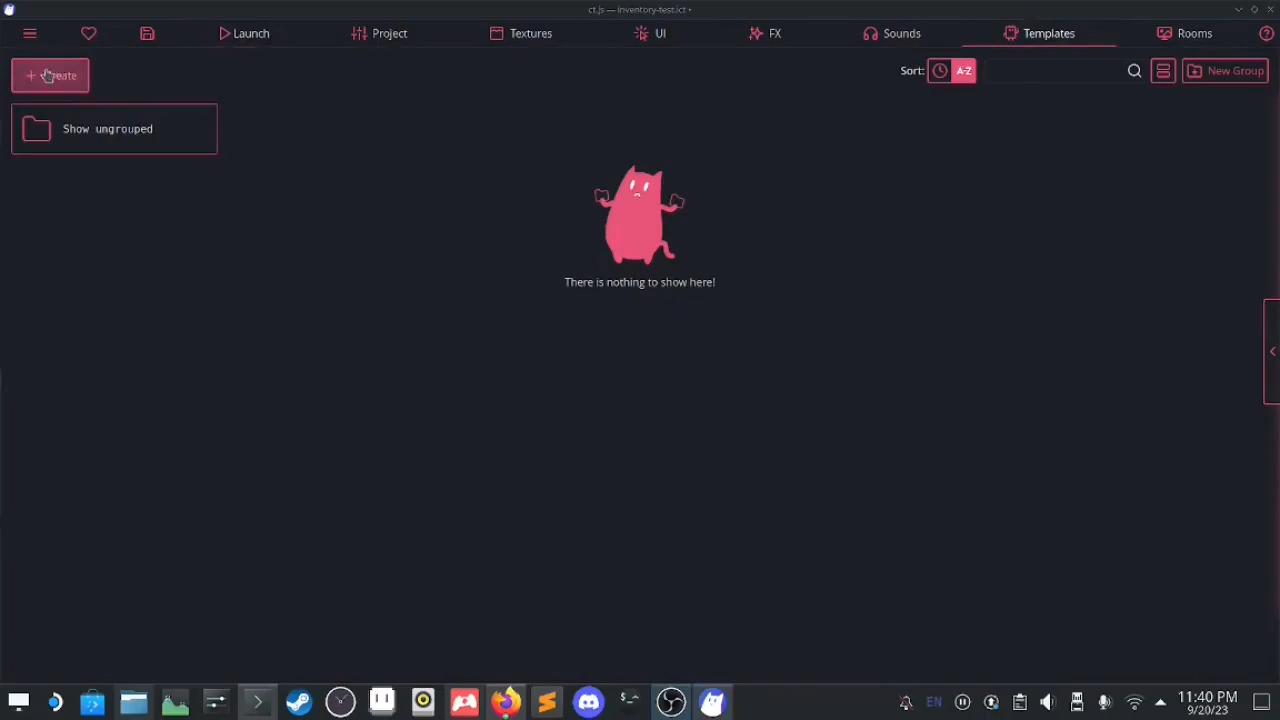 ct.js — inventory-test.ict •
Launch
Project
Textures
UI
FX
Sounds
Templates
Rooms
Create
Sort:
A-Z
New Group
Show ungrouped
There is nothing to show here!
EN
11:40 PM
9/20/23